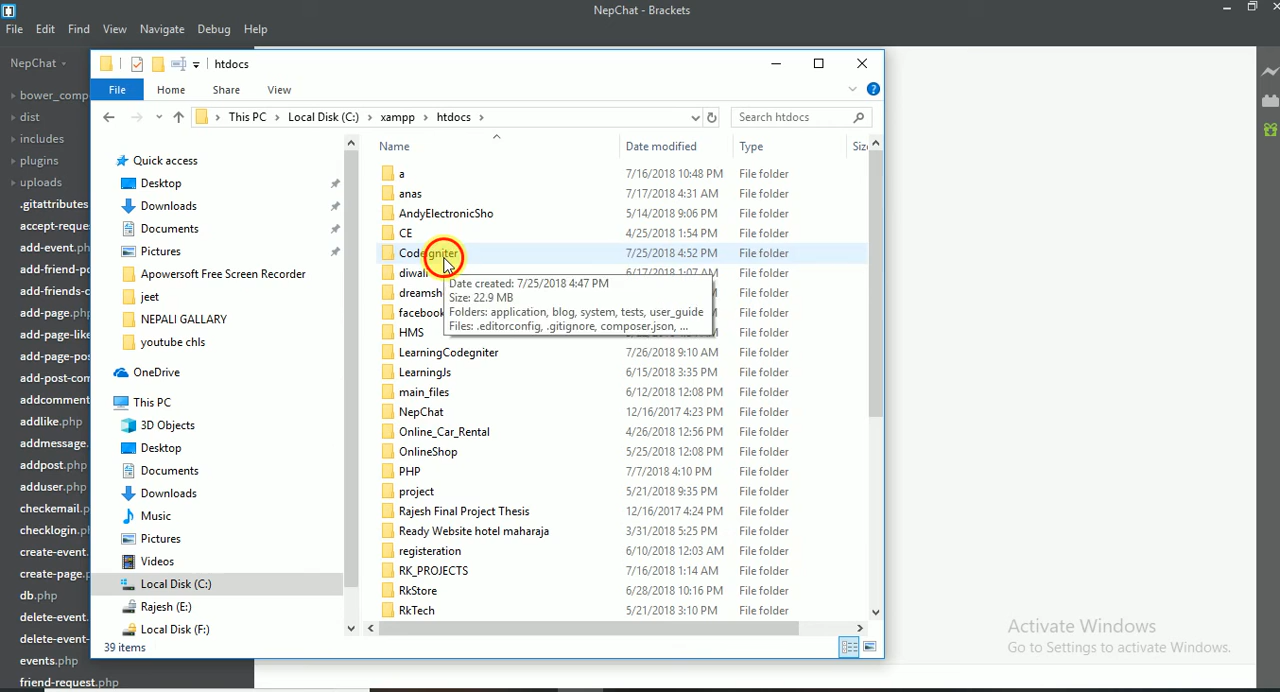 NepChat - Brackets
File Edit Find View Navigate Debug Help
NepChat
bower_comp
dist
includes
plugins
uploads
.gitattributes
accept-reque
add-event.ph
add-friend-po
add-friends-c
add-page.php
add-page-like
add-page-pos
add-post-com
addcomment
addlike.php
addmessage.
addpost.php
adduser.php
checkemail.p
checklogin.ph
create-event.
create-page.p
db.php
delete-event.
delete-event-
events.php
friend-request.php
htdocs
File Home Share View
This PC > Local Disk (C:) > xampp > htdocs >
Search htdocs
Quick access
Desktop
Downloads
Documents
Pictures
Apowersoft Free Screen Recorder
jeet
NEPALI GALLARY
youtube chls
OneDrive
This PC
3D Objects
Desktop
Documents
Downloads
Music
Pictures
Videos
Local Disk (C:)
Rajesh (E:)
Local Disk (F:)
39 items
Name Date modified Type Siz
a 7/16/2018 10:48 PM File folder
anas 7/17/2018 4:31 AM File folder
AndyElectronicSho 5/14/2018 9:06 PM File folder
CE 4/25/2018 1:54 PM File folder
Codeigniter 7/25/2018 4:52 PM File folder
diwali 6/17/2018 1:07 AM File folder
dreamsh File folder
facebook File folder
HMS File folder
Date created: 7/25/2018 4:47 PM
Size: 22.9 MB
Folders: application, blog, system, tests, user_guide
Files: .editorconfig, .gitignore, composer.json, ...
LearningCodegniter 7/26/2018 9:10 AM File folder
LearningJs 6/15/2018 3:35 PM File folder
main_files 6/12/2018 12:08 PM File folder
NepChat 12/16/2017 4:23 PM File folder
Online_Car_Rental 4/26/2018 12:56 PM File folder
OnlineShop 5/25/2018 12:08 PM File folder
PHP 7/7/2018 4:10 PM File folder
project 5/21/2018 9:35 PM File folder
Rajesh Final Project Thesis 12/16/2017 4:24 PM File folder
Ready Website hotel maharaja 3/31/2018 5:25 PM File folder
registeration 6/10/2018 12:03 AM File folder
RK_PROJECTS 7/16/2018 1:14 AM File folder
RkStore 6/28/2018 10:16 PM File folder
RkTech 5/21/2018 3:10 PM File folder
Activate Windows
Go to Settings to activate Windows.